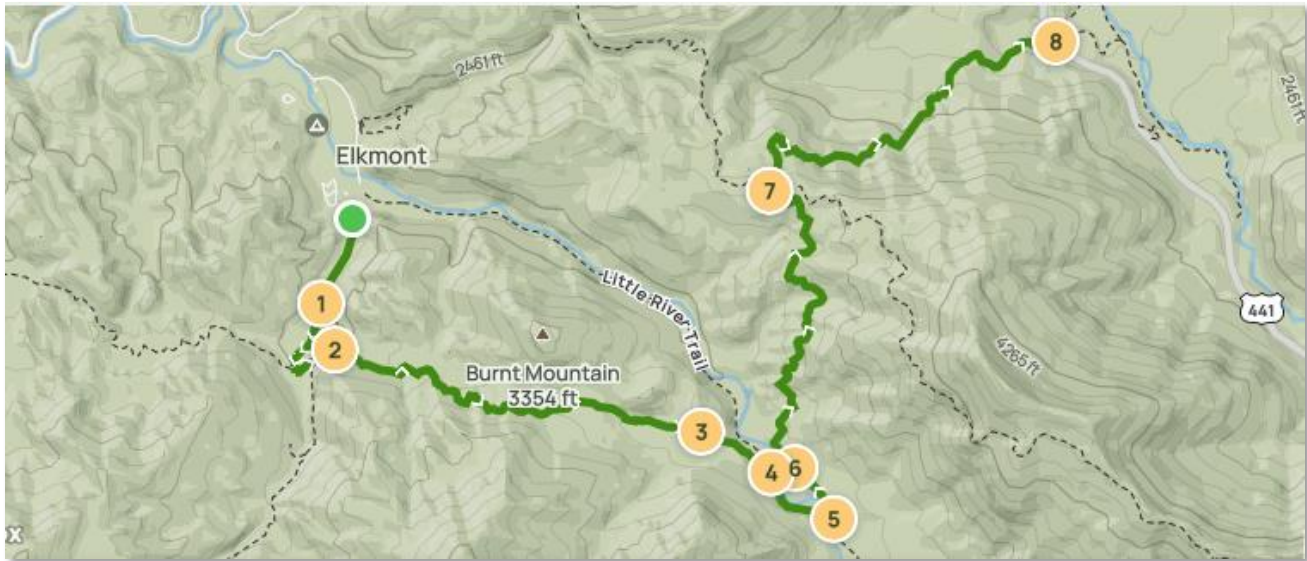 8
2461 ft
2461 ft
Elkmont
7
1
Little River Trail
441
2
4265 ft
Burnt Mountain
3354 ft
3
4
6
5
x